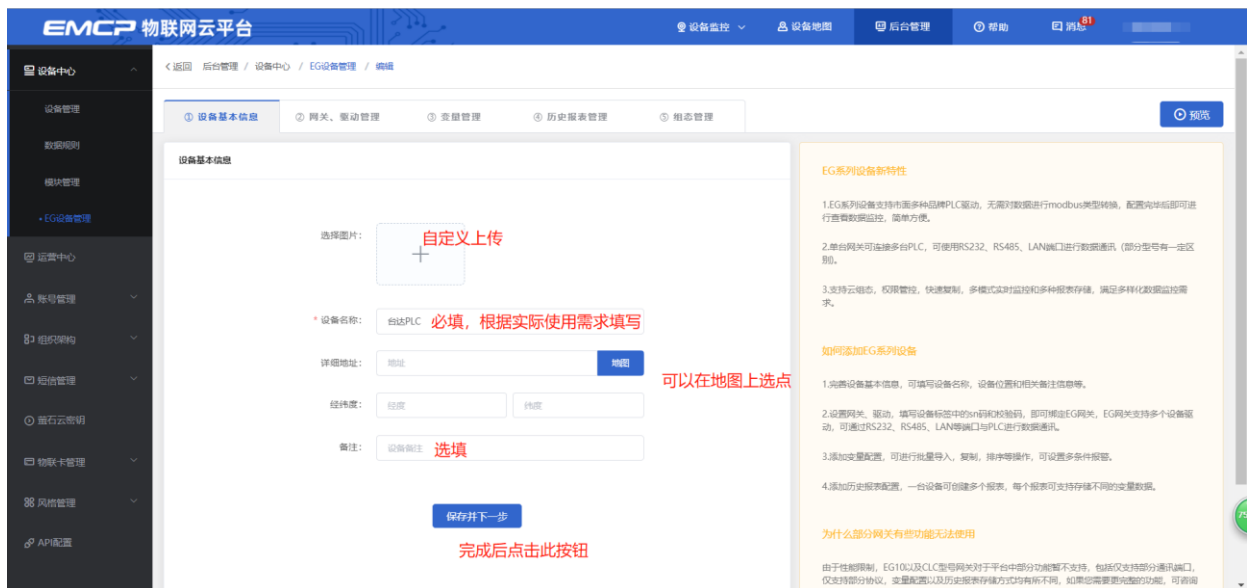 EMCP 物联网云平台
设备监控
设备地图
后台管理
帮助
消息
81
设备中心
设备管理
数据规则
模块管理
•EG设备管理
运营中心
账号管理
组织架构
短信管理
萤石云密钥
物联卡管理
风格管理
API配置
<返回 后台管理 / 设备中心 / EG设备管理 / 编辑
① 设备基本信息
② 网关、驱动管理
③ 变量管理
④ 历史报表管理
⑤ 组态管理
预览
设备基本信息
选择图片：
自定义上传
* 设备名称：
台达PLC
必填，根据实际使用需求填写
详细地址：
地址
地图
可以在地图上选点
经纬度：
经度
纬度
备注：
设备备注
选填
保存并下一步
完成后点击此按钮
EG系列设备新特性
1.EG系列设备支持市面多种品牌PLC驱动，无需对数据进行modbus类型转换，配置完毕后即可进
行查看数据监控，简单方便。
2.单台网关可连接多台PLC，可使用RS232、RS485、LAN端口进行数据通讯（部分型号有一定区
别)。
3.支持云组态，权限管控，快速复制，多模式实时监控和多种报表存储，满足多样化数据监控需
求。
如何添加EG系列设备
1.完善设备基本信息，可填写设备名称，设备位置和相关备注信息等。
2.设置网关、驱动，填写设备标签中的sn码和校验码，即可绑定EG网关，EG网关支持多个设备驱
动，可通过RS232、RS485、LAN等端口与PLC进行数据通讯。
3.添加变量配置，可进行批量导入，复制，排序等操作，可设置多条件报警。
4.添加历史报表配置，一台设备可创建多个报表，每个报表可支持存储不同的变量数据。
为什么部分网关有些功能无法使用
由于性能限制，EG10以及CLC型号网关对于平台中部分功能暂不支持，包括仅支持部分通讯端口，
仅支持部分协议，变量配置以及历史报表存储方式均有所不同，如果您需要更完整的功能，可咨询
75